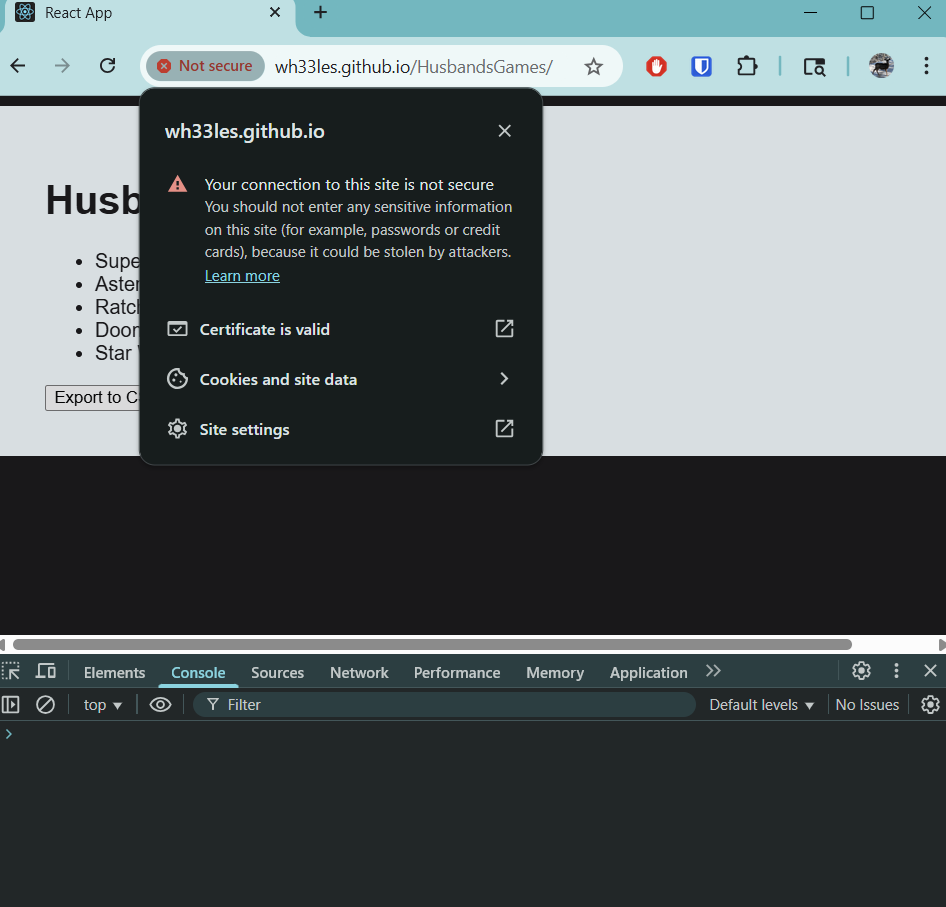 React App
Not secure
wh33les.github.io/HusbandsGames/
wh33les.github.io
Your connection to this site is not secure
You should not enter any sensitive information
on this site (for example, passwords or credit
cards), because it could be stolen by attackers.
Learn more
Certificate is valid
Cookies and site data
Site settings
Husb
Supe
Aster
Ratch
Door
Star
Export to C
Elements Console Sources Network Performance Memory Application
top Filter Default levels No Issues